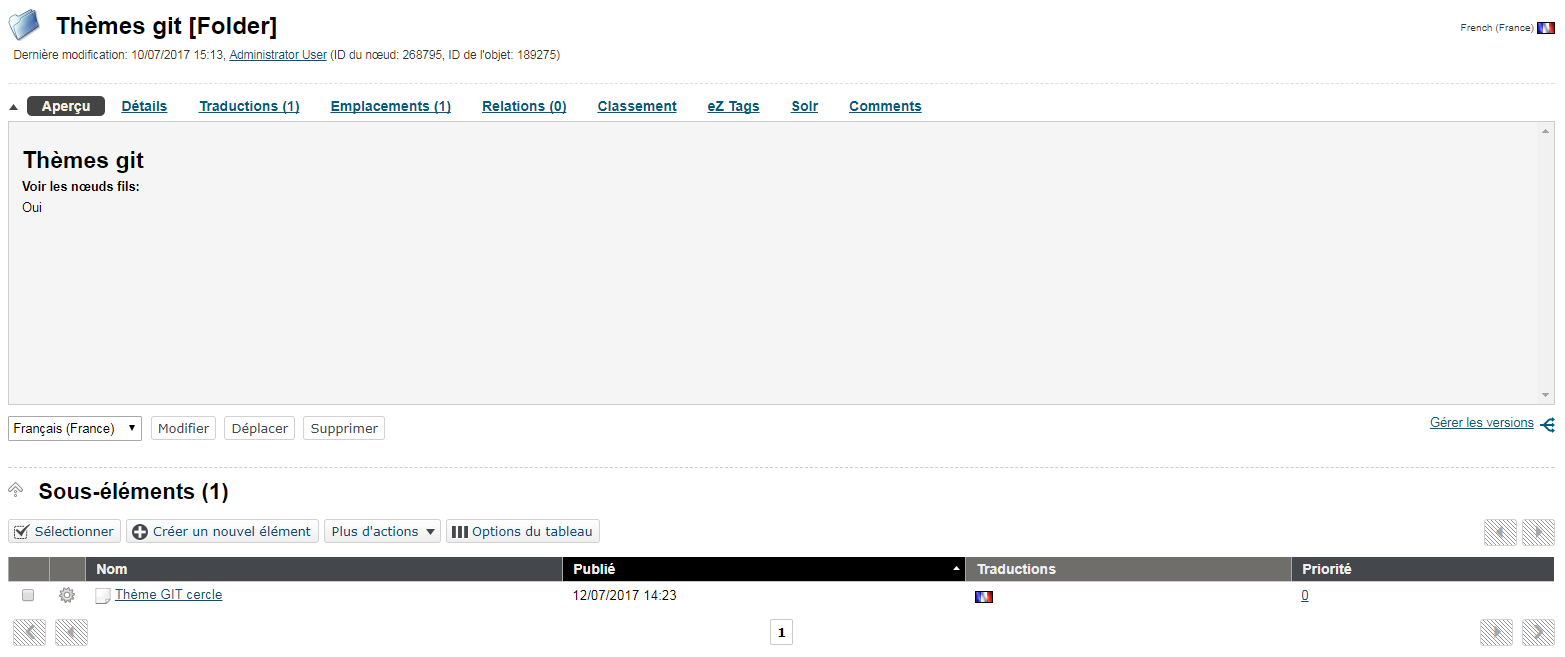 Thèmes git [Folder]
French (France)
Dernière modification: 10/07/2017 15:13, Administrator User (ID du nœud: 268795, ID de l'objet: 189275)
Aperçu Détails Traductions (1) Emplacements (1) Relations (0) Classement eZ Tags Solr Comments
Thèmes git
Voir les nœuds fils:
Oui
Français (France) Modifier Déplacer Supprimer Gérer les versions
Sous-éléments (1)
Sélectionner Créer un nouvel élément Plus d'actions Options du tableau
Nom Publié Traductions Priorité
Thème GIT cercle 12/07/2017 14:23 0
1